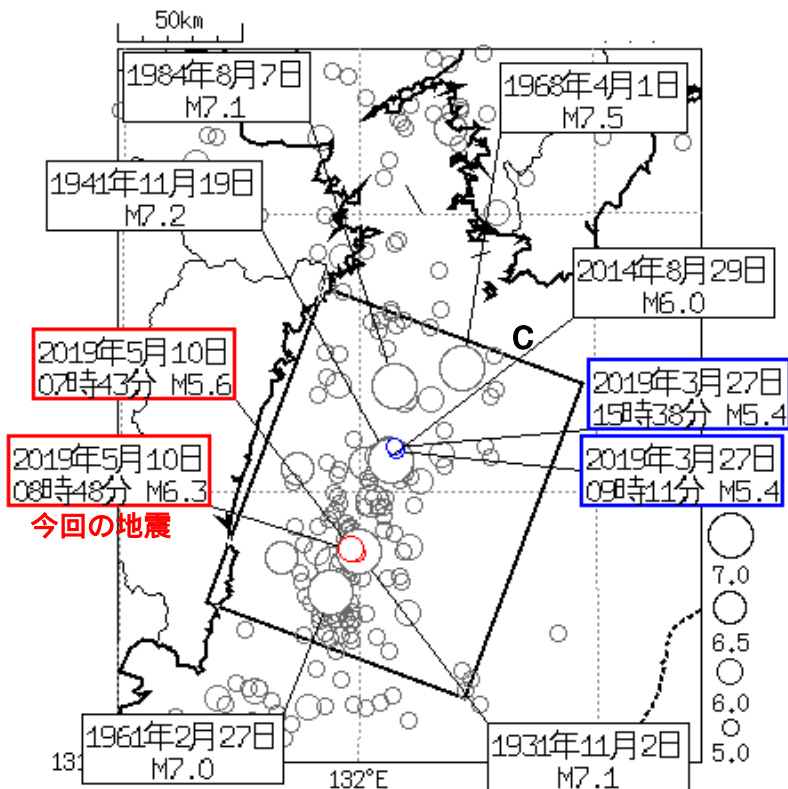 50km
1984年8月7日
M7.1
1968年4月1日
M7.5
1941年11月19日
M7.2
2014年8月29日
M6.0
C
2019年5月10日
07時43分 M5.6
2019年3月27日
15時38分 M5.4
2019年5月10日
08時48分 M6.3
今回の地震
2019年3月27日
09時11分 M5.4
7.0
6.5
6.0
5.0
1961年2月27日
M7.0
1931年11月2日
M7.1
132°E